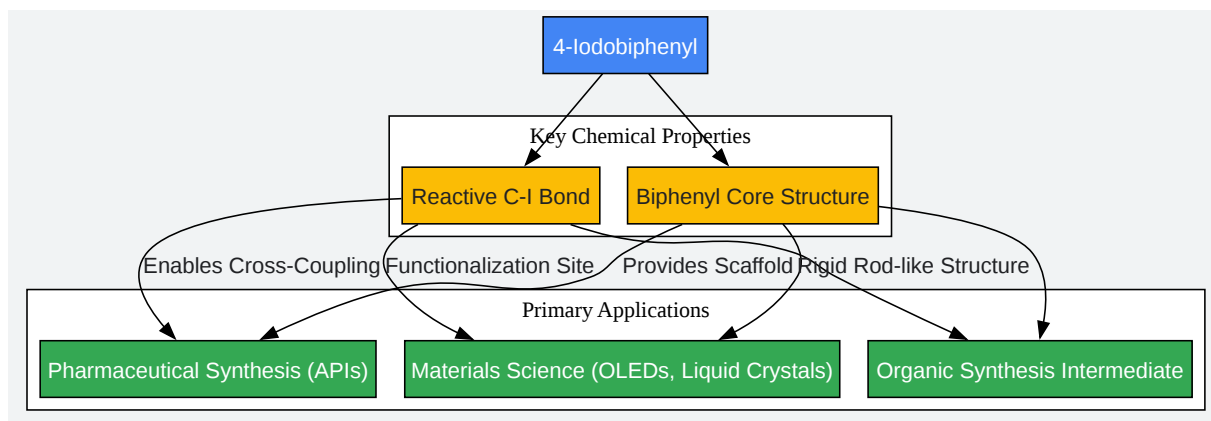 4-Iodobiphenyl
Key Chemical Properties
Reactive C-I Bond
Biphenyl Core Structure
Enables Cross-Coupling
Functionalization Site
Provides Scaffold
Rigid Rod-like Structure
Primary Applications
Pharmaceutical Synthesis (APIs)
Materials Science (OLEDs, Liquid Crystals)
Organic Synthesis Intermediate